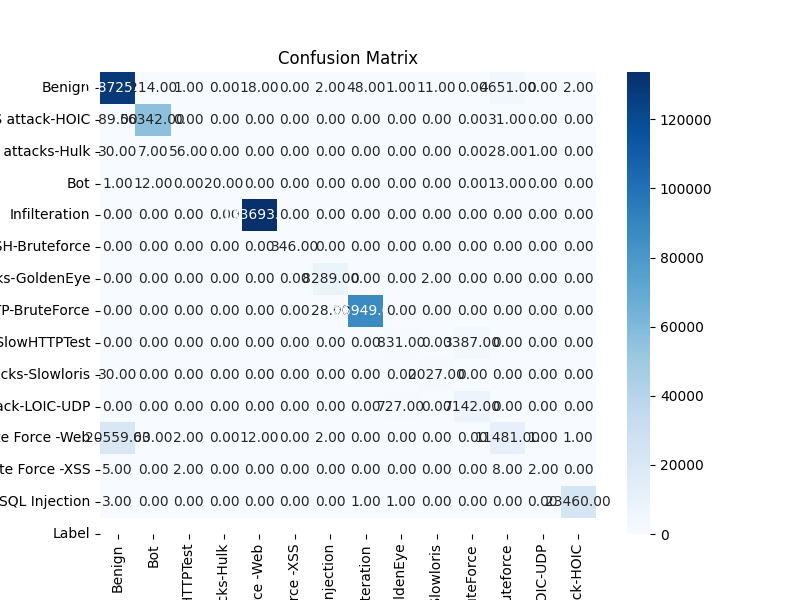 Confusion Matrix
Benign 14.00 1.00 0.00 18.00 0.00 2.00 48.00 1.00 11.00 0.00 4651.00 0.00 2.00
S attack-HOIC 0.00 0.00 0.00 0.00 0.00 0.00 0.00 0.00 31.00 0.00 0.00
attacks-Hulk 30.00 7.00 56.00 0.00 0.00 0.00 0.00 0.00 0.00 0.00 0.00 28.00 1.00 0.00
Bot 1.00 12.00 0.00 20.00 0.00 0.00 0.00 0.00 0.00 0.00 0.00 13.00 0.00 0.00
Infilteration 0.00 0.00 0.00 3693. 0.00 0.00 0.00 0.00 0.00 0.00 0.00 0.00 0.00
SH-Bruteforce 0.00 0.00 0.00 0.00 0.00 346.00 0.00 0.00 0.00 0.00 0.00 0.00 0.00 0.00
ks-GoldenEye 0.00 0.00 0.00 0.00 0.00 0.00 8289.00 0.00 0.00 2.00 0.00 0.00 0.00 0.00
TP-BruteForce 0.00 0.00 0.00 0.00 0.00 0.00 28.00 949. 0.00 0.00 0.00 0.00 0.00 0.00
SlowHTTPTest 0.00 0.00 0.00 0.00 0.00 0.00 0.00 0.00 831.00 0.00 3387.00 0.00 0.00 0.00
cks-Slowloris 30.00 0.00 0.00 0.00 0.00 0.00 0.00 0.00 0.00 2027.00 0.00 0.00 0.00 0.00
ack-LOIC-UDP 0.00 0.00 0.00 0.00 0.00 0.00 0.00 0.00 727.00 0.00 7142.00 0.00 0.00 0.00
te Force -Web 20559.00 2.00 0.00 12.00 0.00 2.00 0.00 0.00 0.00 0.00 11481.00 1.00
te Force -XSS 5.00 0.00 2.00 0.00 0.00 0.00 0.00 0.00 0.00 0.00 0.00 8.00 2.00 0.00
SQL Injection 3.00 0.00 0.00 0.00 0.00 0.00 0.00 1.00 1.00 0.00 0.00 0.00 0.00 23460.00
Label
Benign
Bot
HTTPTest
cks-Hulk
ce -Web
rce -XSS
njection
teration
ldenEye
Slowloris
uteForce
uteforce
OIC-UDP
ck-HOIC
120000
100000
80000
60000
40000
20000
0